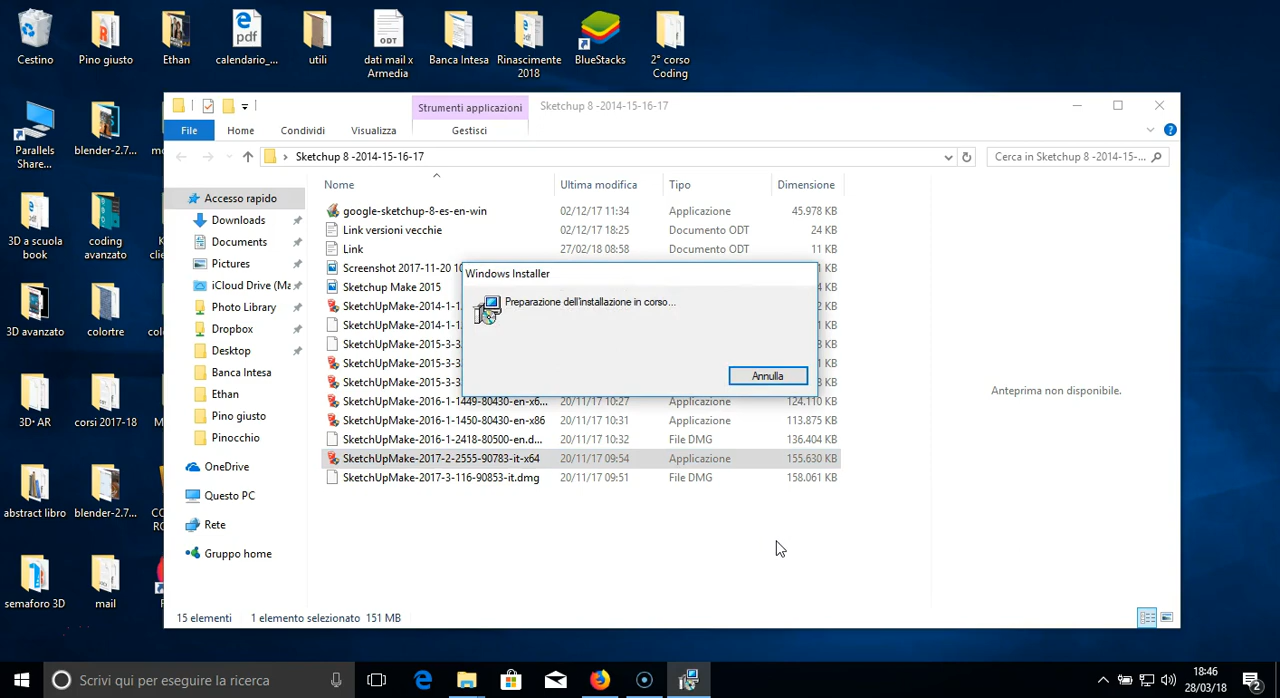 Cestino
Pino giusto
Ethan
pdf
calendario_...
utili
ODT
dati mail x
Armedia
Banca Intesa
Rinascimente
2018
BlueStacks
2° corso
Coding
Parallels
Share...
blender-2.7...
3D a scuola
book
coding
avanzato
3D avanzato
colortre
3D+AR
corsi 2017-18
abstract libro
blender-2.7...
semaforo 3D
mail
Strumenti applicazioni
Sketchup 8 -2014-15-16-17
File
Home
Condividi
Visualizza
Gestisci
Sketchup 8 -2014-15-16-17
Cerca in Sketchup 8 -2014-15-...
Accesso rapido
Downloads
Documents
Pictures
iCloud Drive (Ma
Photo Library
Dropbox
Desktop
Banca Intesa
Ethan
Pino giusto
Pinocchio
OneDrive
Questo PC
Rete
Gruppo home
Nome Ultima modifica Tipo Dimensione
google-sketchup-8-es-en-win 02/12/17 11:34 Applicazione 45.978 KB
Link versioni vecchie 02/12/17 18:25 Documento ODT 24 KB
Link 27/02/18 08:58 Documento ODT 11 KB
Screenshot 2017-11-20 10 KB
Sketchup Make 2015 KB
SketchUpMake-2014-1-1 KB
SketchUpMake-2014-1-1 KB
SketchUpMake-2015-3-3 KB
SketchUpMake-2015-3-3 KB
SketchUpMake-2015-3-3 KB
SketchUpMake-2016-1-1449-80430-en-x6... 20/11/17 10:27 Applicazione 124.110 KB
SketchUpMake-2016-1-1450-80430-en-x86 20/11/17 10:31 Applicazione 113.875 KB
SketchUpMake-2016-1-2418-80500-en.d... 20/11/17 10:32 File DMG 136.404 KB
SketchUpMake-2017-2-2555-90783-it-x64 20/11/17 09:54 Applicazione 155.630 KB
SketchUpMake-2017-3-116-90853-it.dmg 20/11/17 09:51 File DMG 158.061 KB
Windows Installer
Preparazione dell'installazione in corso...
Annulla
Anteprima non disponibile.
15 elementi 1 elemento selezionato 151 MB
Scrivi qui per eseguire la ricerca
18:46
28/03/18
2